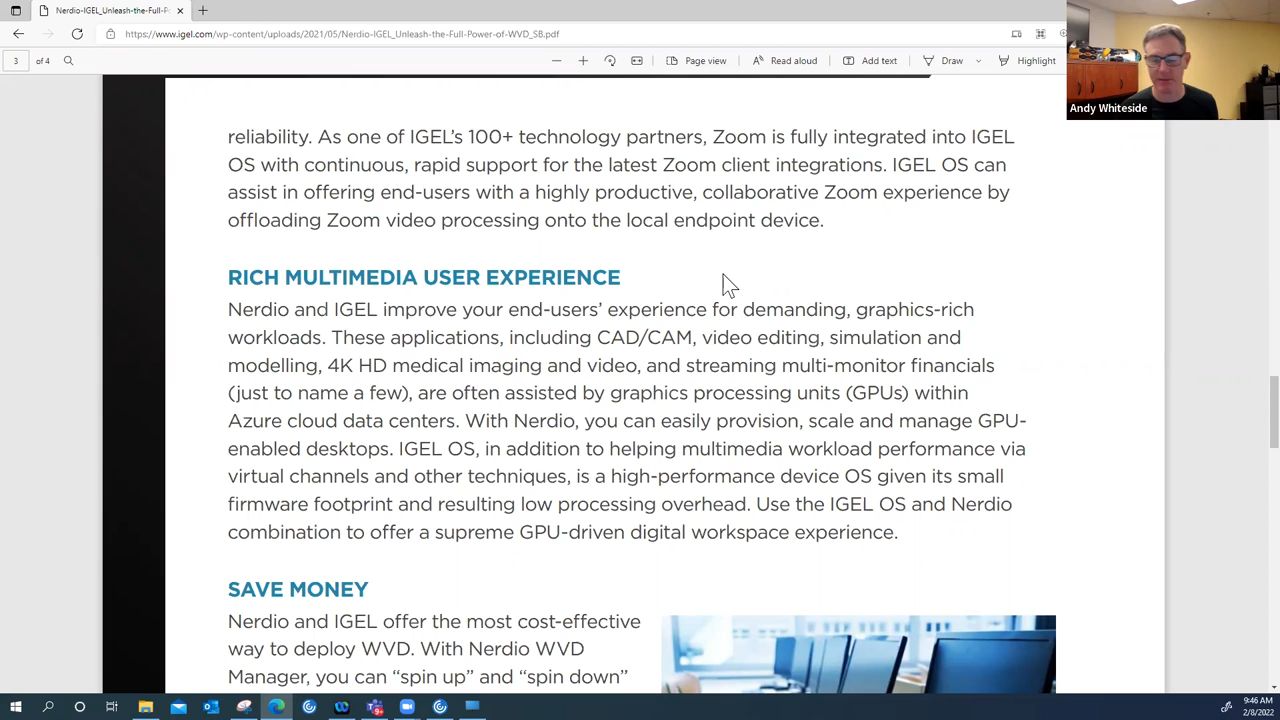 Nerdio-IGEL_Unleash-the-Full-P
https://www.igel.com/wp-content/uploads/2021/05/Nerdio-IGEL_Unleash-the-Full-Power-of-WVD_SB.pdf
3 of 4 Page view Read aloud Add text Draw Highlight
Andy Whiteside
reliability. As one of IGEL’s 100+ technology partners, Zoom is fully integrated into IGEL
OS with continuous, rapid support for the latest Zoom client integrations. IGEL OS can
assist in offering end-users with a highly productive, collaborative Zoom experience by
offloading Zoom video processing onto the local endpoint device.
RICH MULTIMEDIA USER EXPERIENCE
Nerdio and IGEL improve your end-users’ experience for demanding, graphics-rich
workloads. These applications, including CAD/CAM, video editing, simulation and
modelling, 4K HD medical imaging and video, and streaming multi-monitor financials
(just to name a few), are often assisted by graphics processing units (GPUs) within
Azure cloud data centers. With Nerdio, you can easily provision, scale and manage GPU-
enabled desktops. IGEL OS, in addition to helping multimedia workload performance via
virtual channels and other techniques, is a high-performance device OS given its small
firmware footprint and resulting low processing overhead. Use the IGEL OS and Nerdio
combination to offer a supreme GPU-driven digital workspace experience.
SAVE MONEY
Nerdio and IGEL offer the most cost-effective
way to deploy WVD. With Nerdio WVD
Manager, you can “spin up” and “spin down”
9:46 AM
2/8/2022